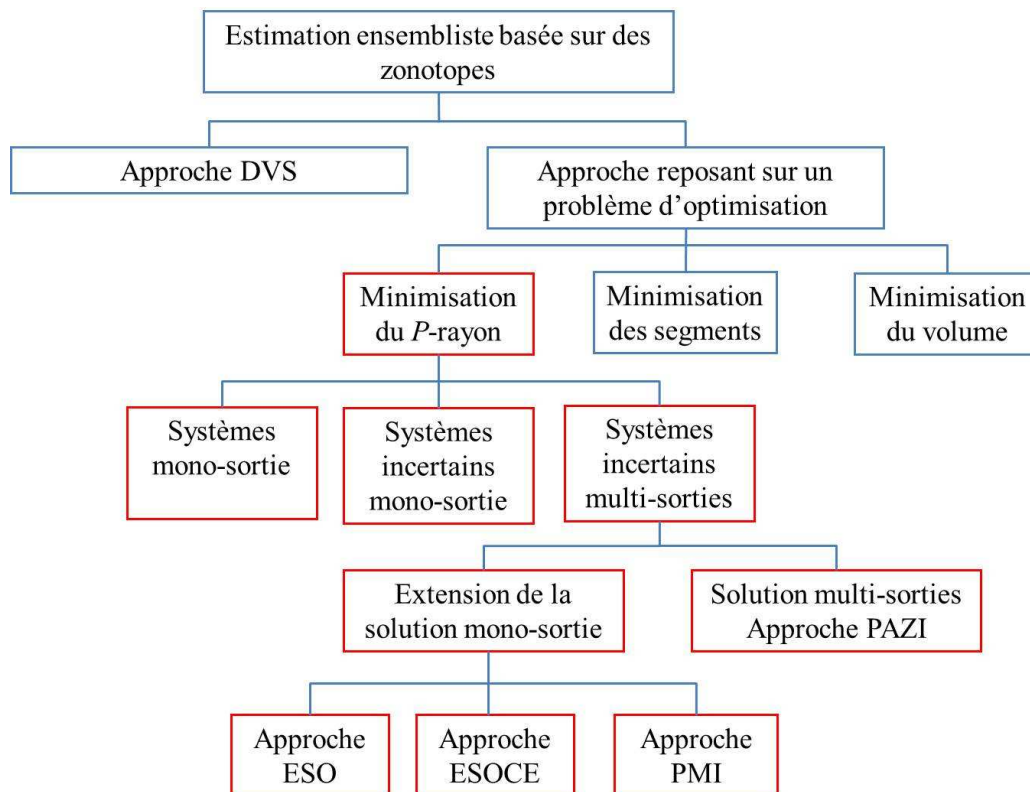 Estimation ensembliste basée sur des
zonotopes
Approche DVS
Approche reposant sur un
problème d’optimisation
Minimisation
du P-rayon
Minimisation
des segments
Minimisation
du volume
Systèmes
mono-sortie
Systèmes
incertains
mono-sortie
Systèmes
incertains
multi-sorties
Extension de la
solution mono-sortie
Solution multi-sorties
Approche PAZI
Approche
ESO
Approche
ESOCE
Approche
PMI